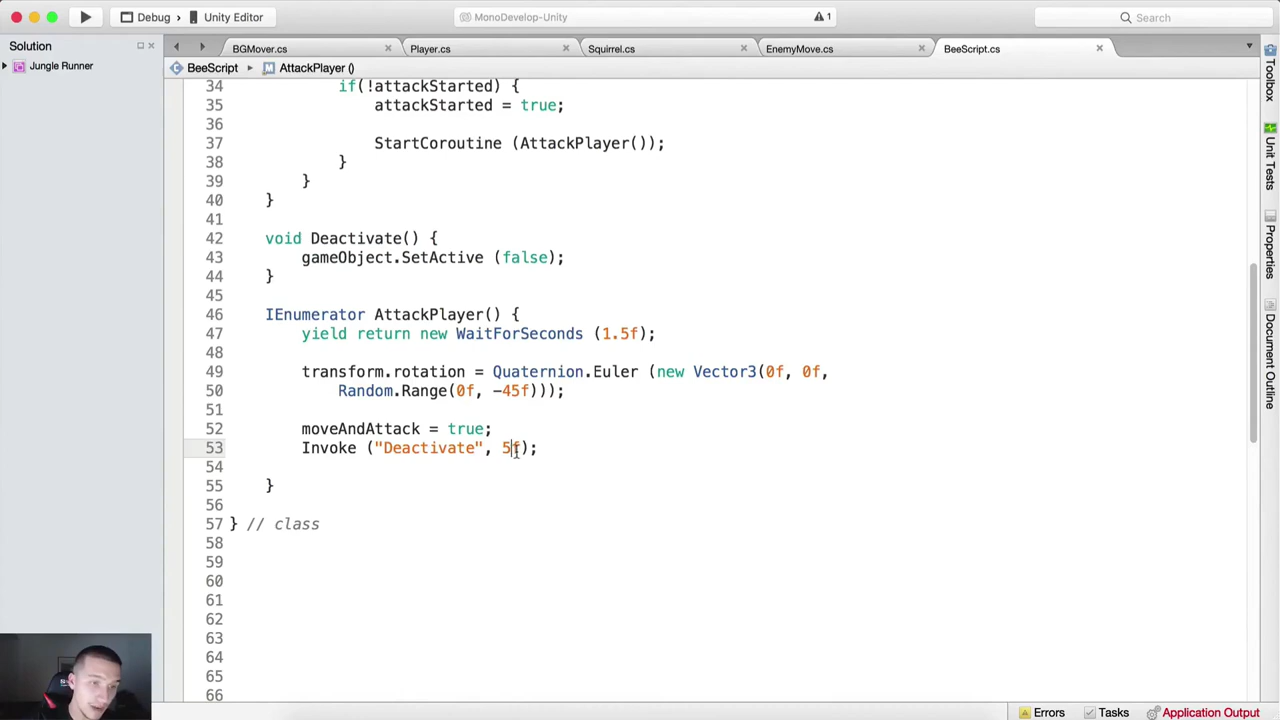 Debug
Unity Editor
MonoDevelop-Unity
1
Search
Solution
BGMover.cs
Player.cs
Squirrel.cs
EnemyMove.cs
BeeScript.cs
Jungle Runner
BeeScript
AttackPlayer ()
34 if(!attackStarted) {
35 attackStarted = true;
36
37 StartCoroutine (AttackPlayer());
38 }
39 }
40 }
41
42 void Deactivate() {
43 gameObject.SetActive (false);
44 }
45
46 IEnumerator AttackPlayer() {
47 yield return new WaitForSeconds (1.5f);
48
49 transform.rotation = Quaternion.Euler (new Vector3(0f, 0f,
50 Random.Range(0f, -45f)));
51
52 moveAndAttack = true;
53 Invoke ("Deactivate", 5f);
54
55 }
56
57 } // class
58
59
60
61
62
63
64
65
66
Toolbox
Unit Tests
Properties
Document Outline
Errors
Tasks
Application Output